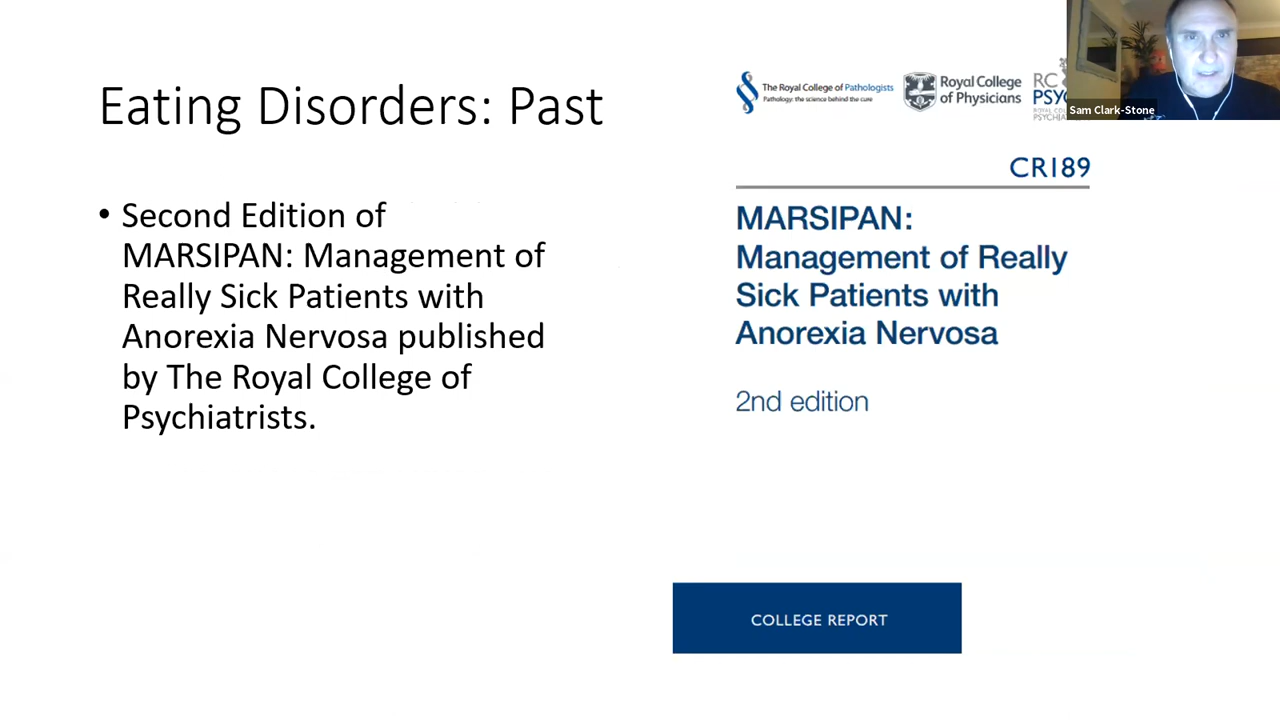 Eating Disorders: Past
• Second Edition of
MARSIPAN: Management of
Really Sick Patients with
Anorexia Nervosa published
by The Royal College of
Psychiatrists.
The Royal College of Pathologists
Pathology: the science behind the cure
Royal College
of Physicians
RC
PSY
Sam Clark-Stone
CR189
MARSIPAN:
Management of Really
Sick Patients with
Anorexia Nervosa
2nd edition
COLLEGE REPORT